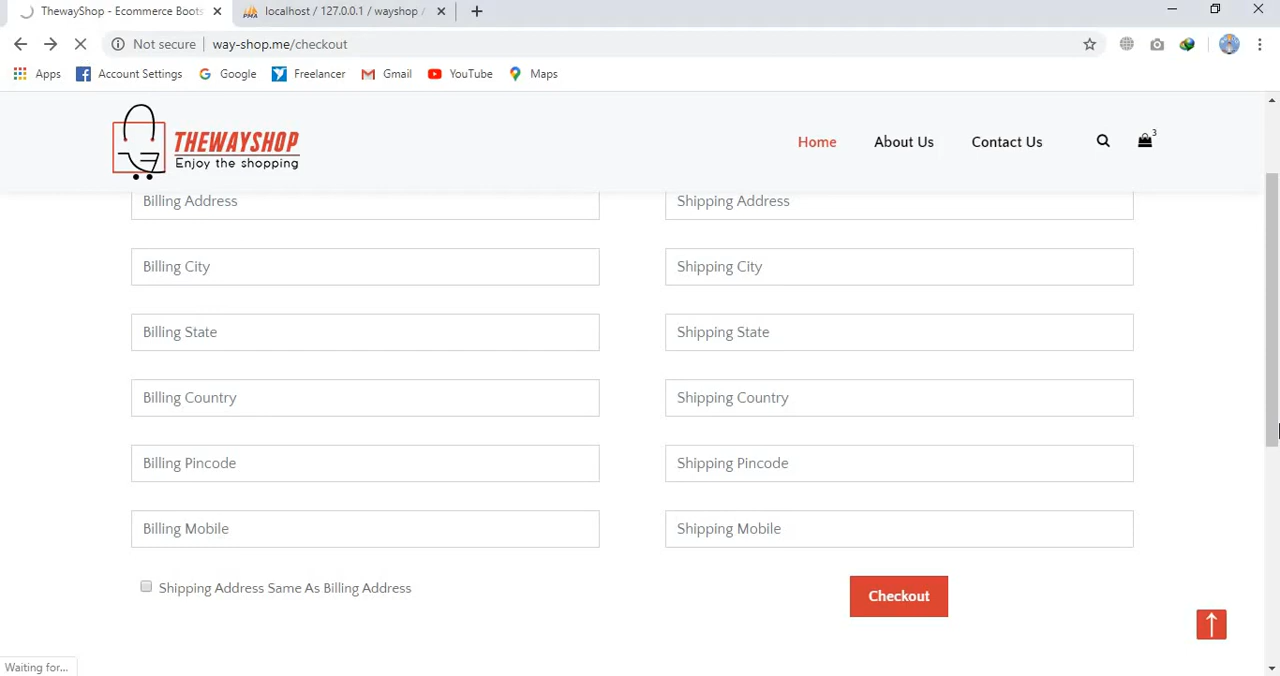 ThewayShop - Ecommerce Boots
localhost / 127.0.0.1 / wayshop /
Not secure
way-shop.me/checkout
Apps
Account Settings
Google
Freelancer
Gmail
YouTube
Maps
THEWAYSHOP
Enjoy the shopping
Home
About Us
Contact Us
3
Billing Address
Shipping Address
Billing City
Shipping City
Billing State
Shipping State
Billing Country
Shipping Country
Billing Pincode
Shipping Pincode
Billing Mobile
Shipping Mobile
Shipping Address Same As Billing Address
Checkout
Waiting for...